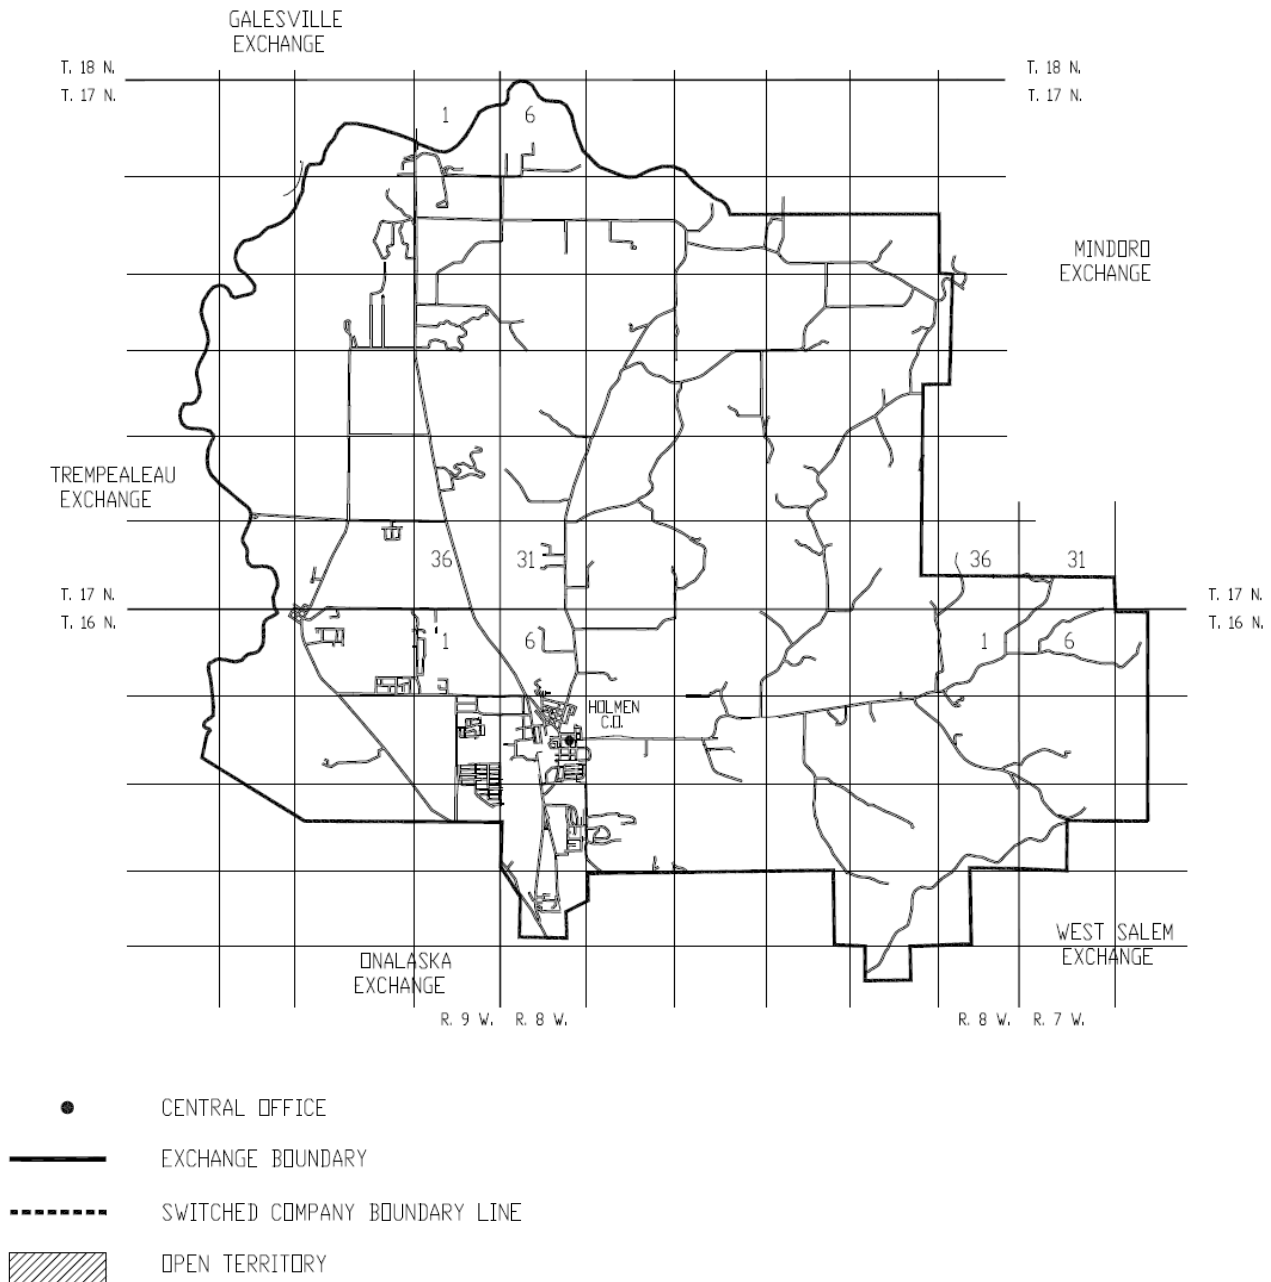 GALESVILLE
EXCHANGE
T. 18 N.
T. 18 N.
T. 17 N.
T. 17 N.
1
6
MINDORO
EXCHANGE
TREMPEALEAU
EXCHANGE
36
31
36
31
T. 17 N.
T. 17 N.
T. 16 N.
T. 16 N.
1
6
1
6
HOLMEN
C.O.
WEST SALEM
EXCHANGE
ONALASKA
EXCHANGE
R. 9 W.
R. 8 W.
R. 8 W.
R. 7 W.
CENTRAL OFFICE
EXCHANGE BOUNDARY
SWITCHED COMPANY BOUNDARY LINE
OPEN TERRITORY